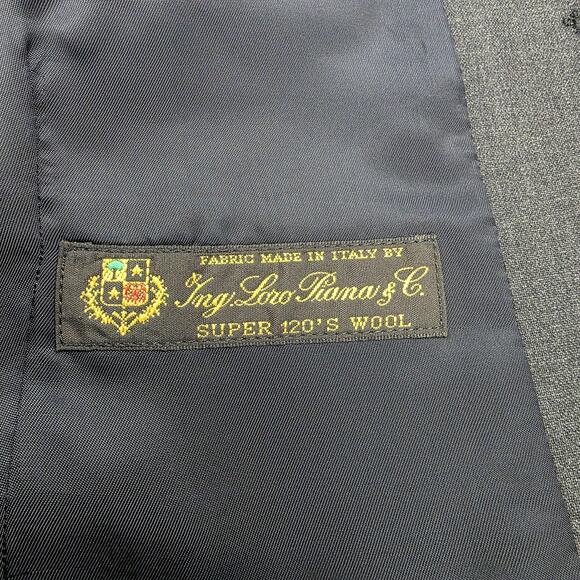 FABRIC MADE IN ITALY BY
Ing. Loro Piana & C.
SUPER 120'S WOOL